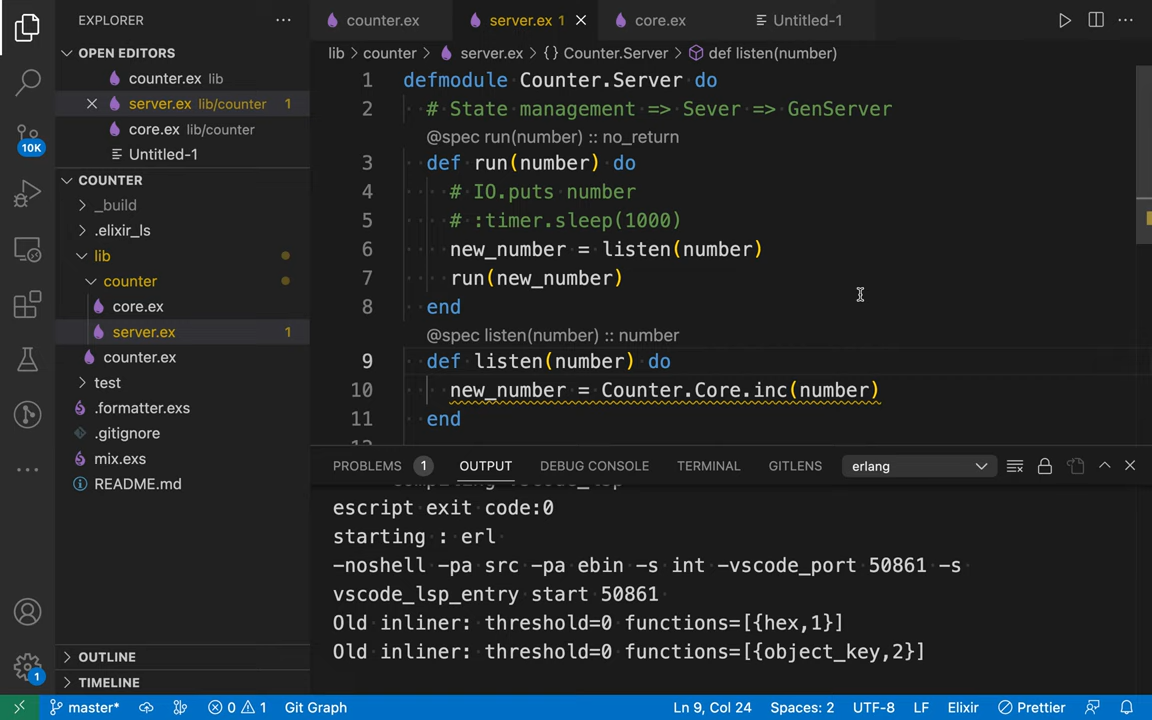 EXPLORER
OPEN EDITORS
counter.ex lib
server.ex lib/counter 1
core.ex lib/counter
Untitled-1
10K
COUNTER
_build
.elixir_ls
lib
counter
core.ex
server.ex 1
counter.ex
test
.formatter.exs
.gitignore
mix.exs
README.md
OUTLINE
TIMELINE
1
counter.ex server.ex 1 core.ex Untitled-1
lib counter server.ex {} Counter.Server def listen(number)
1 defmodule Counter.Server do
2 # State management => Sever => GenServer
@spec run(number) :: no_return
3 def run(number) do
4 # IO.puts number
5 # :timer.sleep(1000)
6 new_number = listen(number)
7 run(new_number)
8 end
@spec listen(number) :: number
9 def listen(number) do
10 new_number = Counter.Core.inc(number)
11 end
PROBLEMS 1 OUTPUT DEBUG CONSOLE TERMINAL GITLENS erlang
escript exit code:0
starting : erl
-noshell -pa src -pa ebin -s int -vscode_port 50861 -s
vscode_lsp_entry start 50861
Old inliner: threshold=0 functions=[{hex,1}]
Old inliner: threshold=0 functions=[{object_key,2}]
master* 0 1 Git Graph Ln 9, Col 24 Spaces: 2 UTF-8 LF Elixir Prettier